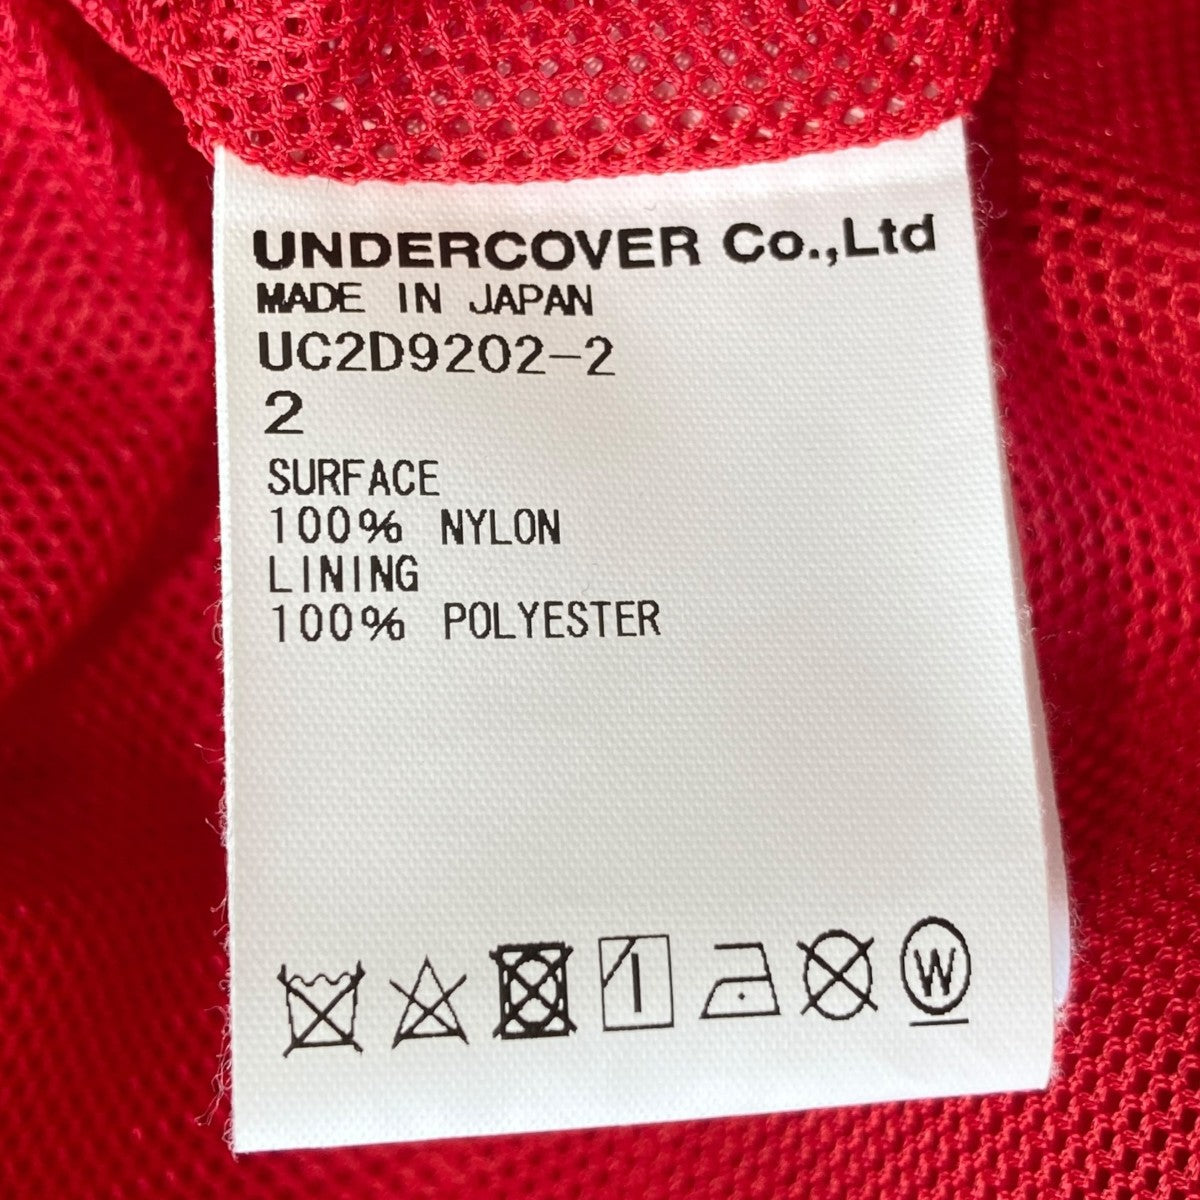 UNDERCOVER Co.,Ltd
MADE IN JAPAN
UC2D9202-2
2
SURFACE
100% NYLON
LINING
100% POLYESTER
W